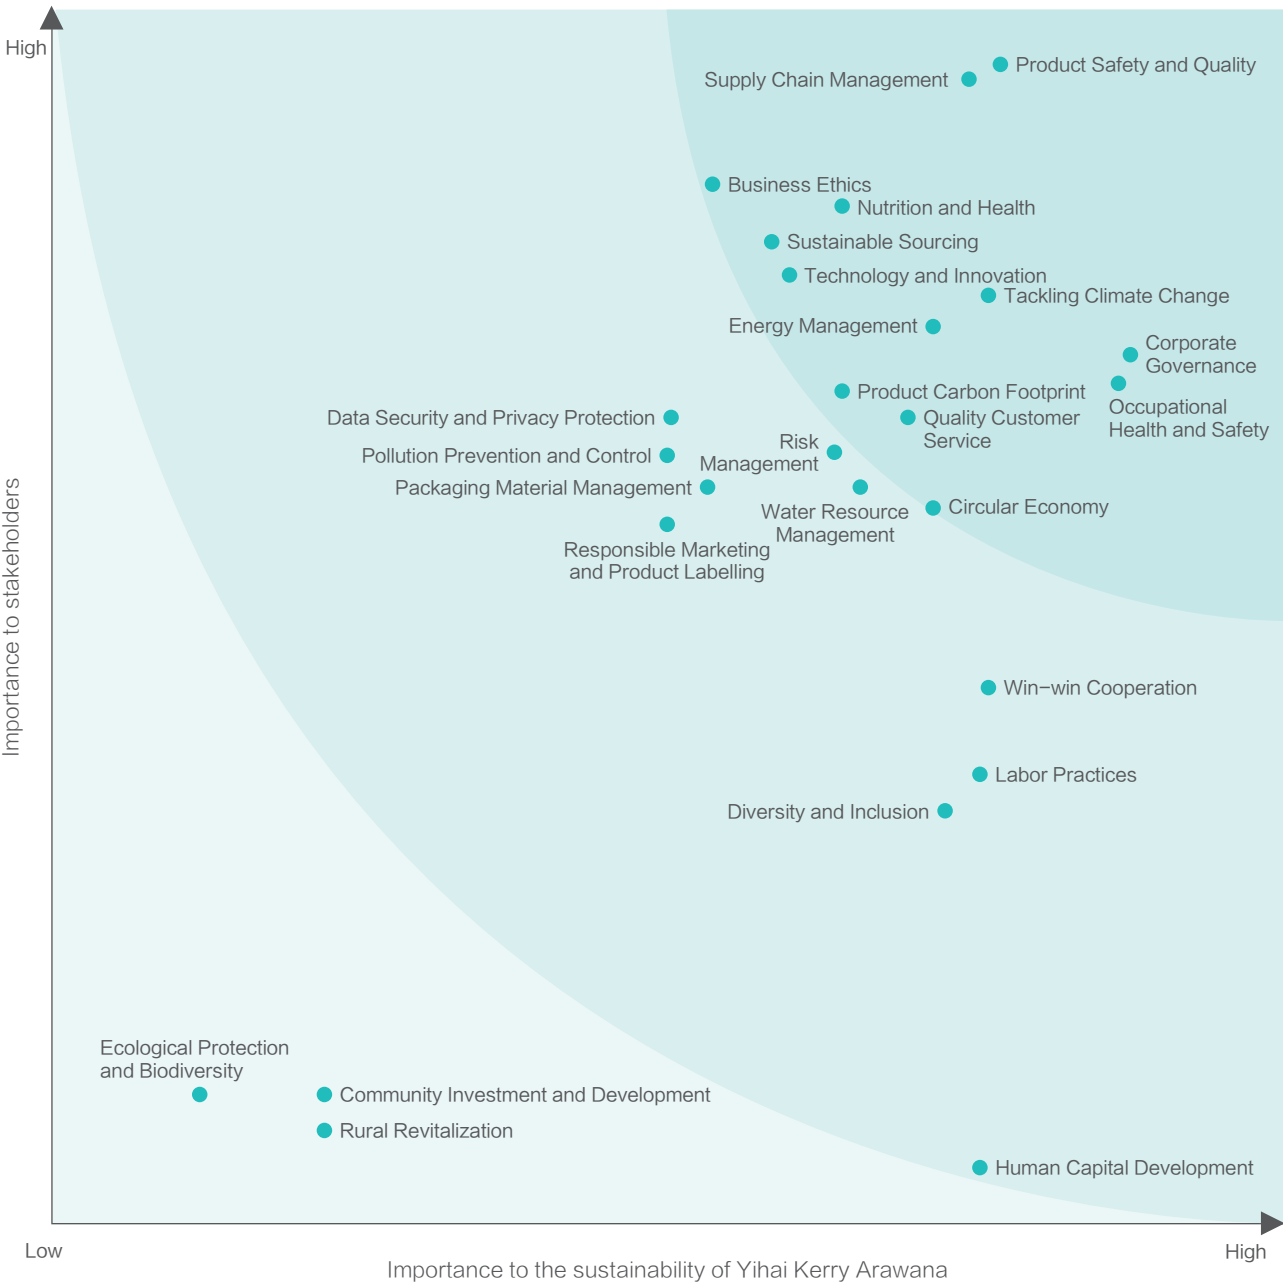 High
Product Safety and Quality
Supply Chain Management
Business Ethics
Nutrition and Health
Sustainable Sourcing
Technology and Innovation
Tackling Climate Change
Energy Management
Corporate
Governance
Product Carbon Footprint
Occupational
Health and Safety
Data Security and Privacy Protection
Quality Customer
Service
Risk
Management
Pollution Prevention and Control
Packaging Material Management
Water Resource
Management
Circular Economy
Responsible Marketing
and Product Labelling
Importance to stakeholders
Win−win Cooperation
Labor Practices
Diversity and Inclusion
Ecological Protection
and Biodiversity
Community Investment and Development
Rural Revitalization
Human Capital Development
Low
High
Importance to the sustainability of Yihai Kerry Arawana